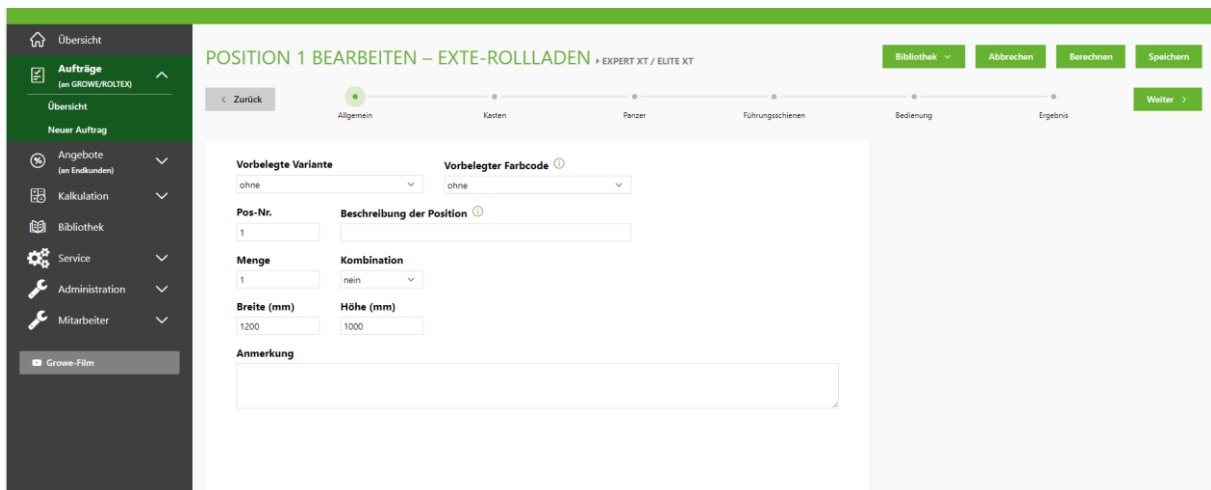 Übersicht
Aufträge
(an GROWE/ROLTEX)
Übersicht
Neuer Auftrag
Angebote
(an Endkunden)
Kalkulation
Bibliothek
Service
Administration
Mitarbeiter
Growe-Film
POSITION 1 BEARBEITEN – EXTE-ROLLLADEN ▸ EXPERT XT / ELITE XT
Bibliothek Abbrechen Berechnen Speichern
< Zurück
Allgemein Kasten Panzer Führungsschienen Bedienung Ergebnis
Weiter >
Vorbelegte Variante Vorbelegter Farbcode
ohne ohne
Pos-Nr. Beschreibung der Position
1
Menge Kombination
1 nein
Breite (mm) Höhe (mm)
1200 1000
Anmerkung